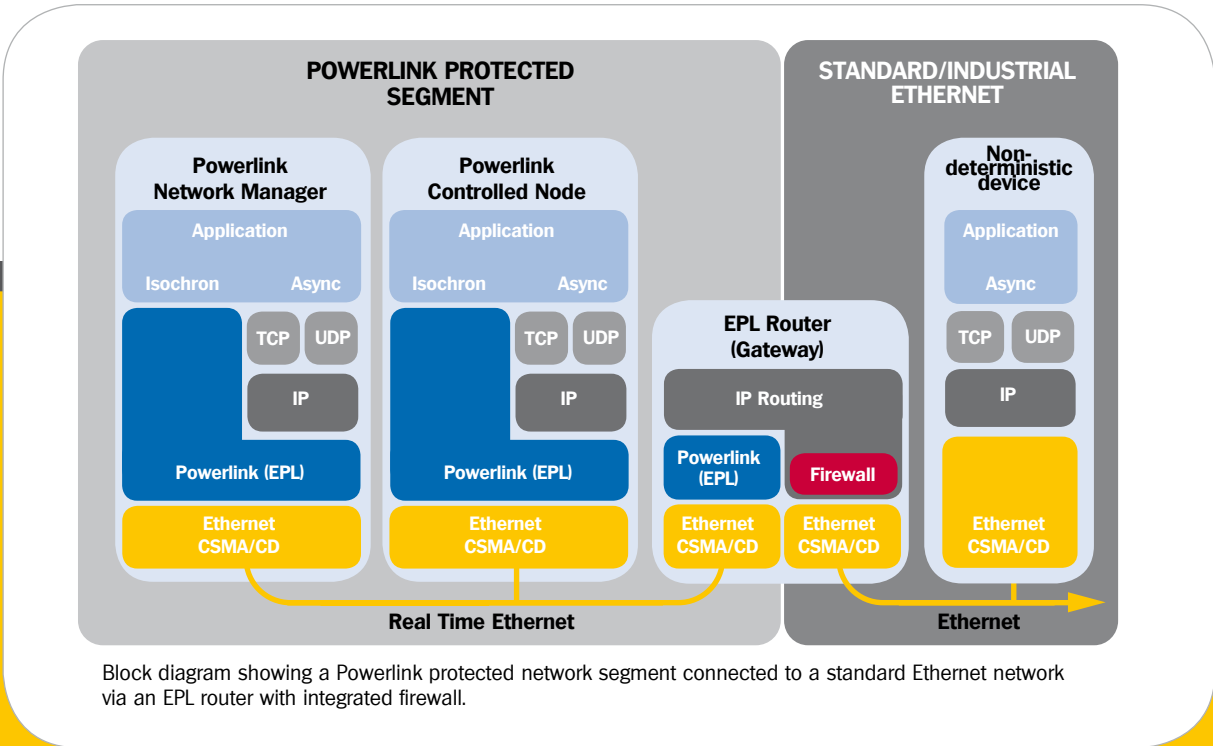 POWERLINK PROTECTED
SEGMENT
STANDARD/INDUSTRIAL
ETHERNET
Powerlink
Network Manager
Application
Isochron Async
TCP UDP
IP
Powerlink (EPL)
Ethernet
CSMA/CD
Powerlink
Controlled Node
Application
Isochron Async
TCP UDP
IP
Powerlink (EPL)
Ethernet
CSMA/CD
EPL Router
(Gateway)
IP Routing
Powerlink
(EPL)
Firewall
Ethernet
CSMA/CD
Ethernet
CSMA/CD
Non-
deterministic
device
Application
Async
TCP UDP
IP
Ethernet
CSMA/CD
Real Time Ethernet
Ethernet
Block diagram showing a Powerlink protected network segment connected to a standard Ethernet network
via an EPL router with integrated firewall.